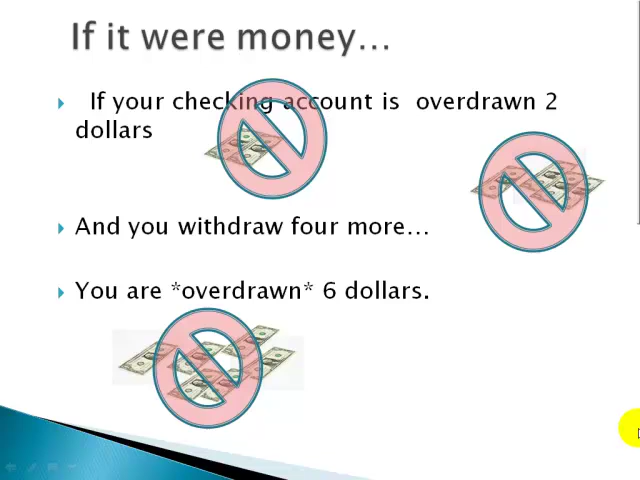 If it were money...
If your checking account is overdrawn 2
dollars
And you withdraw four more...
You are *overdrawn* 6 dollars.